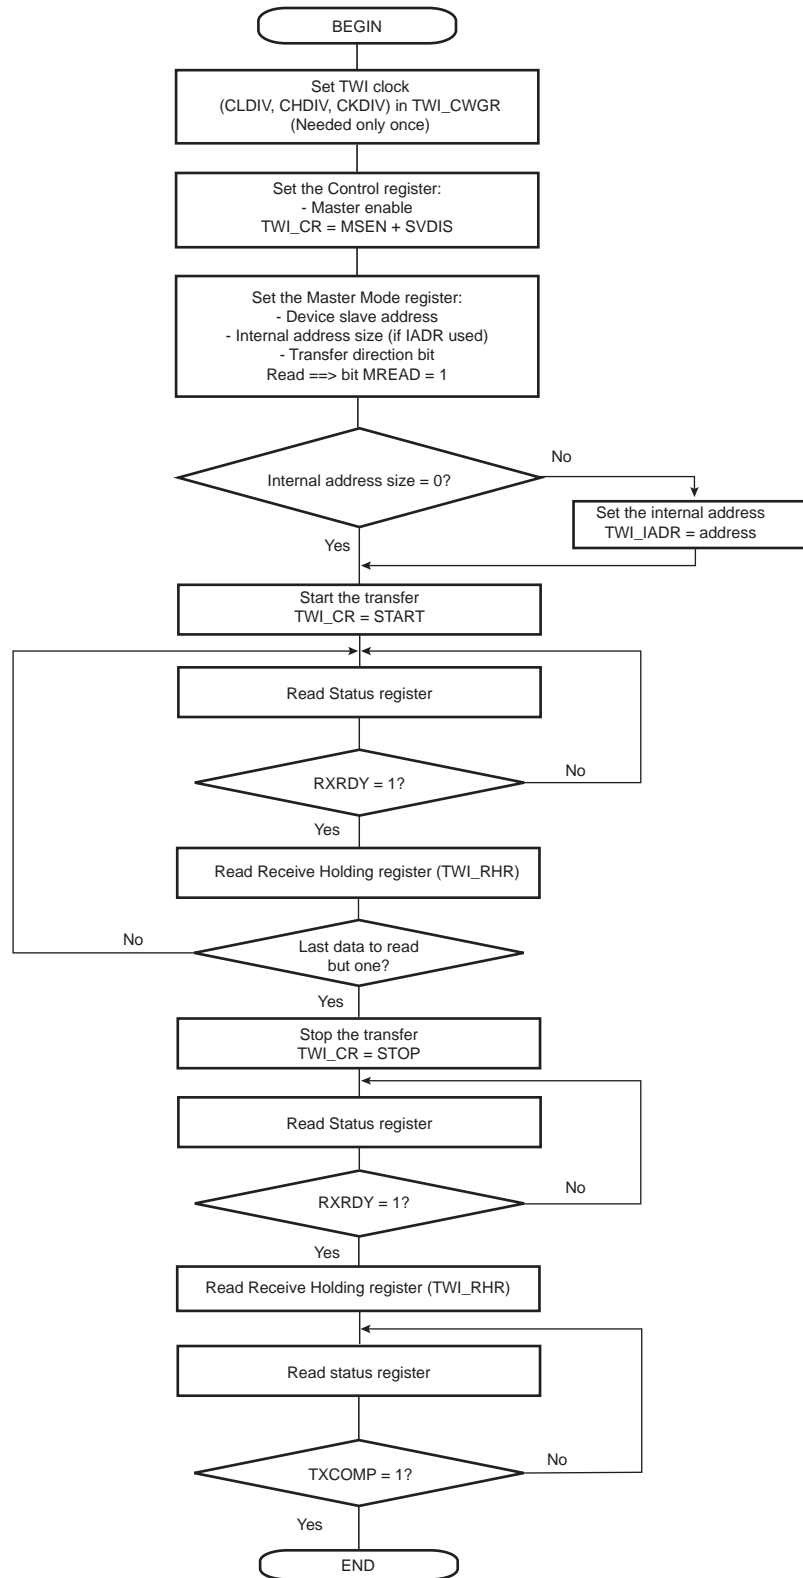 BEGIN
Set TWI clock
(CLDIV, CHDIV, CKDIV) in TWI_CWGR
(Needed only once)
Set the Control register:
- Master enable
TWI_CR = MSEN + SVDIS
Set the Master Mode register:
- Device slave address
- Internal address size (if IADR used)
- Transfer direction bit
Read ==> bit MREAD = 1
Internal address size = 0?
No
Set the internal address
TWI_IADR = address
Yes
Start the transfer
TWI_CR = START
Read Status register
RXRDY = 1?
No
Yes
Read Receive Holding register (TWI_RHR)
No
Last data to read
but one?
Yes
Stop the transfer
TWI_CR = STOP
Read Status register
RXRDY = 1?
No
Yes
Read Receive Holding register (TWI_RHR)
Read status register
TXCOMP = 1?
No
Yes
END